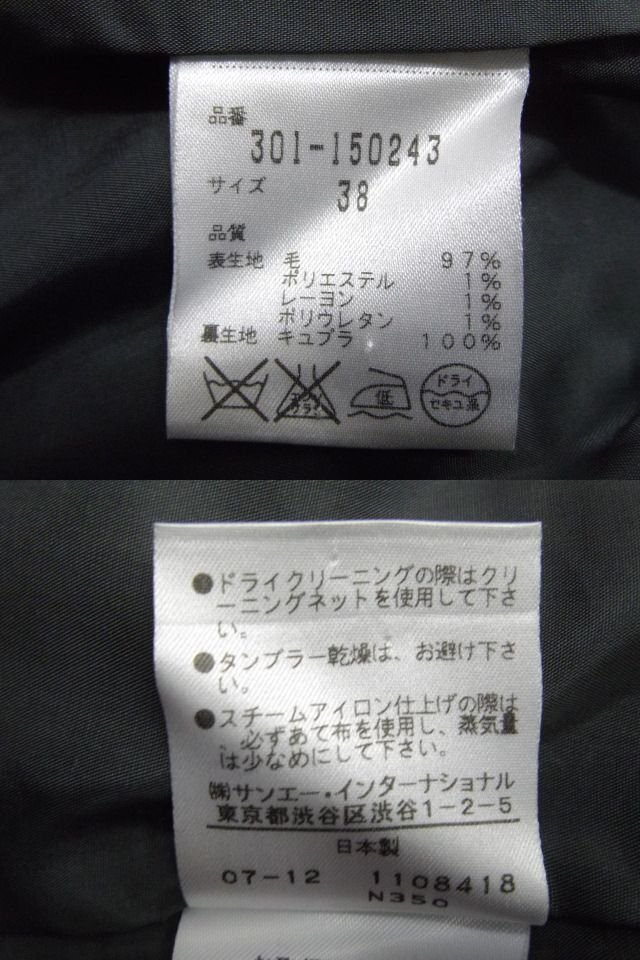 品番
301-150243
サイズ 38
品質
表生地 毛 97%
ポリエステル 1%
レーヨン 1%
ポリウレタン 1%
裏生地 キュプラ 100%
低
ドライ
セキユ系
●ドライクリーニングの際はクリ
ーニングネットを使用して下さ
い。
●タンブラー乾燥は、お避け下さ
い。
●スチームアイロン仕上げの際は
、必ずあて布を使用し、蒸気量
は少なめにして下さい。
㈱サンエー・インターナショナル
東京都渋谷区渋谷1-2-5
日本製
07-12 1108418
N350